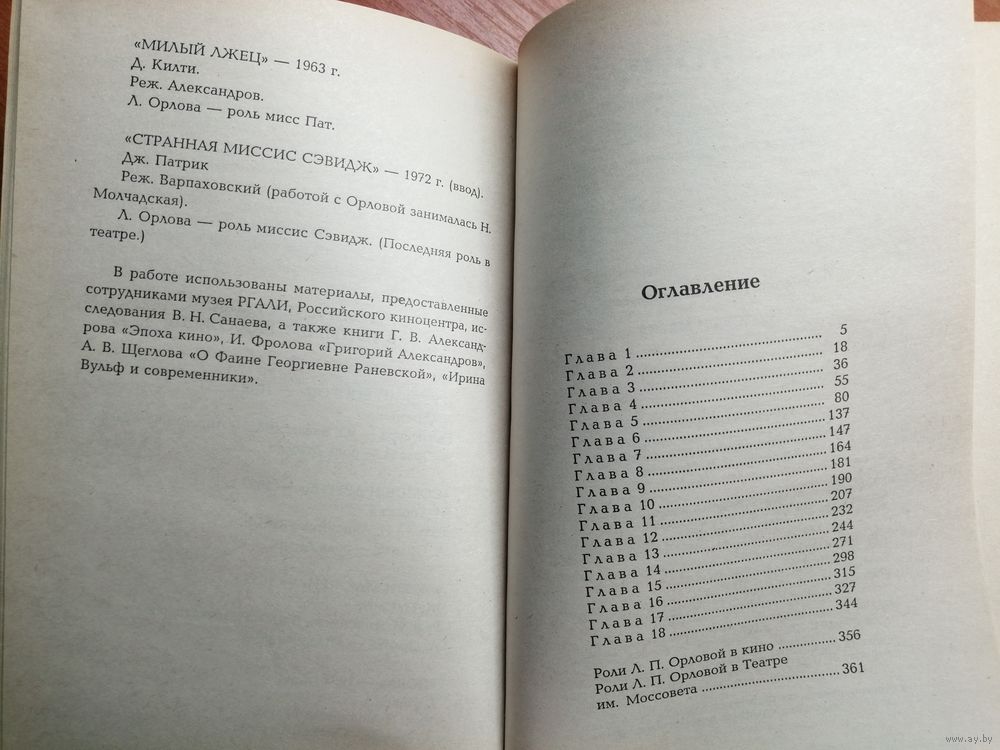 «МИЛЫЙ ЛЖЕЦ» — 1963 г.
Д. Килти.
Реж. Александров.
Л. Орлова — роль мисс Пат.
«СТРАННАЯ МИССИС СЭВИДЖ» — 1972 г. (ввод).
Дж. Патрик
Реж. Варпаховский (работой с Орловой занималась Н.
Молчадская).
Л. Орлова — роль миссис Сэвидж. (Последняя роль в
театре.)
В работе использованы материалы, предоставленные
сотрудниками музея РГАЛИ, Российского киноцентра, ис-
следования В. Н. Санаева, а также книги Г. В. Александ-
рова «Эпоха кино», И. Фролова «Григорий Александров»,
А. В. Щеглова «О Фаине Георгиевне Раневской», «Ирина
Вульф и современники».
Оглавление
Глава 1 ............ 5
Глава 2 ............ 18
Глава 3 ............ 36
Глава 4 ............ 55
Глава 5 ............ 80
Глава 6 ............ 137
Глава 7 ............ 147
Глава 8 ............ 164
Глава 9 ............ 181
Глава 10 ............ 190
Глава 11 ............ 207
Глава 12 ............ 232
Глава 13 ............ 244
Глава 14 ............ 271
Глава 15 ............ 298
Глава 16 ............ 315
Глава 17 ............ 327
Глава 18 ............ 344
Роли Л. П. Орловой в кино ............ 356
Роли Л. П. Орловой в Театре
им. Моссовета ............ 361
www.ay.by